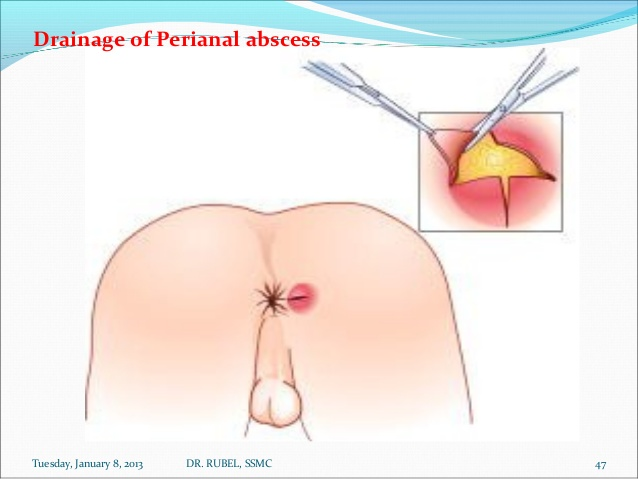 Drainage of Perianal abscess
Tuesday, January 8, 2013 DR. RUBEL, SSMC 47